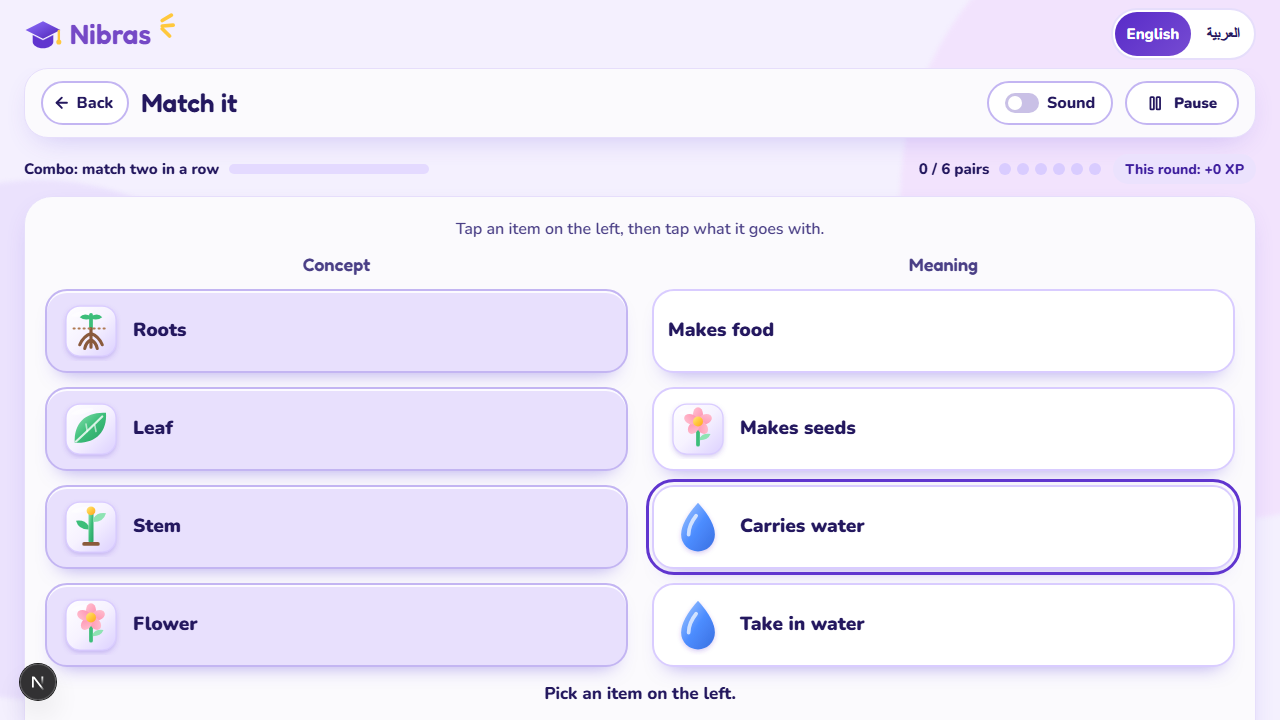 Nibras
English
العربية
Back
Match it
Sound
Pause
Combo: match two in a row
0 / 6 pairs
This round: +0 XP
Tap an item on the left, then tap what it goes with.
Concept
Meaning
Roots
Makes food
Leaf
Makes seeds
Stem
Carries water
Flower
Take in water
N
Pick an item on the left.